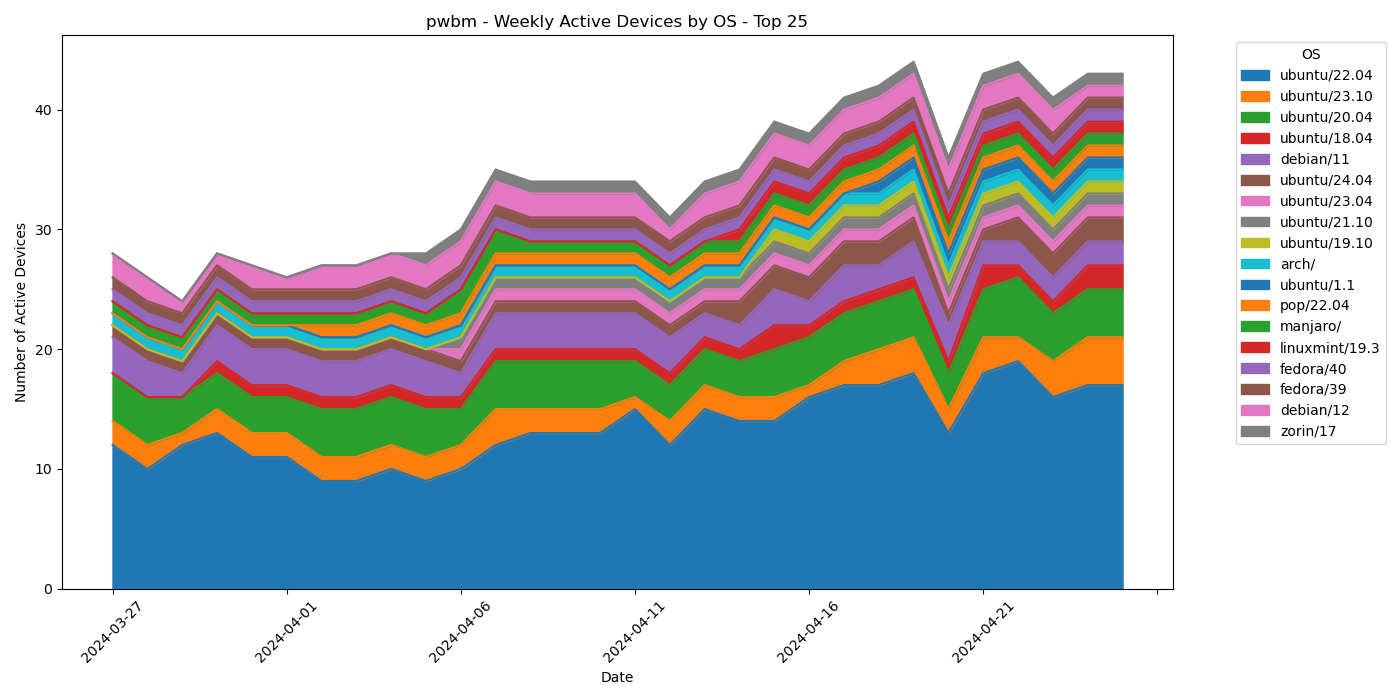 pwbm - Weekly Active Devices by OS - Top 25
Number of Active Devices
40
30
20
10
0
2024-03-27
2024-04-01
2024-04-06
2024-04-11
2024-04-16
2024-04-21
Date
OS
ubuntu/22.04
ubuntu/23.10
ubuntu/20.04
ubuntu/18.04
debian/11
ubuntu/24.04
ubuntu/23.04
ubuntu/21.10
ubuntu/19.10
arch/
ubuntu/1.1
pop/22.04
manjaro/
linuxmint/19.3
fedora/40
fedora/39
debian/12
zorin/17